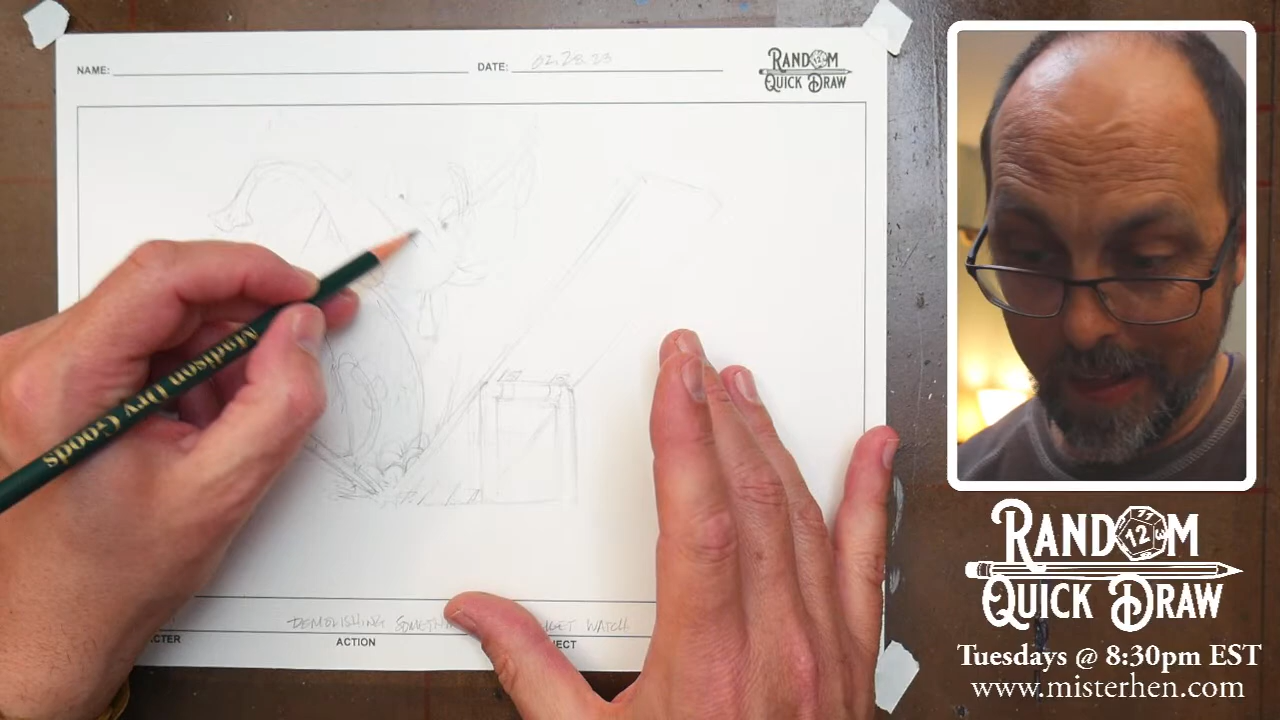 NAME:
DATE: 02.28.23
RANDOM
QUICK DRAW
Madison Dry Goods
DEMOLISHING WATCH
ACTION
RANDOM
QUICK DRAW
11
12
Tuesdays @ 8:30pm EST
www.misterhen.com